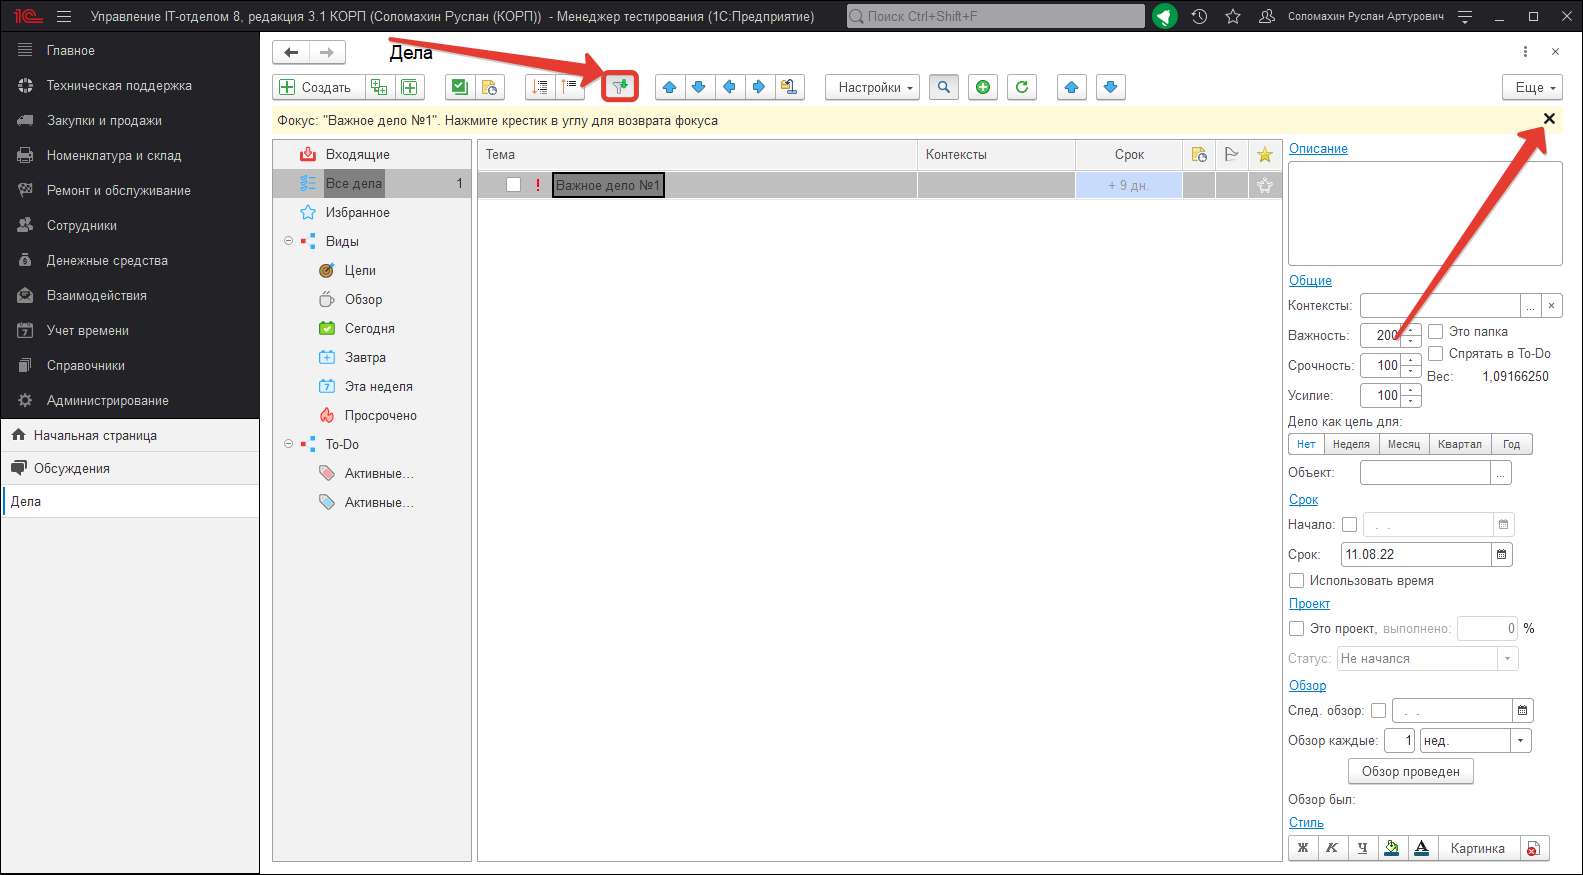 1С Управление IT-отделом 8, редакция 3.1 КОРП (Соломахин Руслан (КОРП)) - Менеджер тестирования (1С:Предприятие) Поиск Ctrl+Shift+F Соломахин Руслан Артурович
Главное
Техническая поддержка
Закупки и продажи
Номенклатура и склад
Ремонт и обслуживание
Сотрудники
Денежные средства
Взаимодействия
Учет времени
Справочники
Администрирование
Начальная страница
Обсуждения
Дела
Дела
Создать Настройки Еще
Фокус: "Важное дело №1". Нажмите крестик в углу для возврата фокуса
Входящие
Все дела 1
Избранное
Виды
Цели
Обзор
Сегодня
Завтра
7 Эта неделя
Просрочено
To-Do
Активные...
Активные...
Тема Контексты Срок
! Важное дело №1 + 9 дн.
Описание
Общие
Контексты: ... ×
Важность: 200 Это папка
Спрятать в To-Do
Срочность: 100
Вес: 1,09166250
Усилие: 100
Дело как цель для:
Нет Неделя Месяц Квартал Год
Объект: ...
Срок
Начало: . .
Срок: 11.08.22
Использовать время
Проект
Это проект, выполнено: 0 %
Статус: Не начался
Обзор
След. обзор: . .
Обзор каждые: 1 нед.
Обзор проведен
Обзор был:
Стиль
Ж К Ч А Картинка